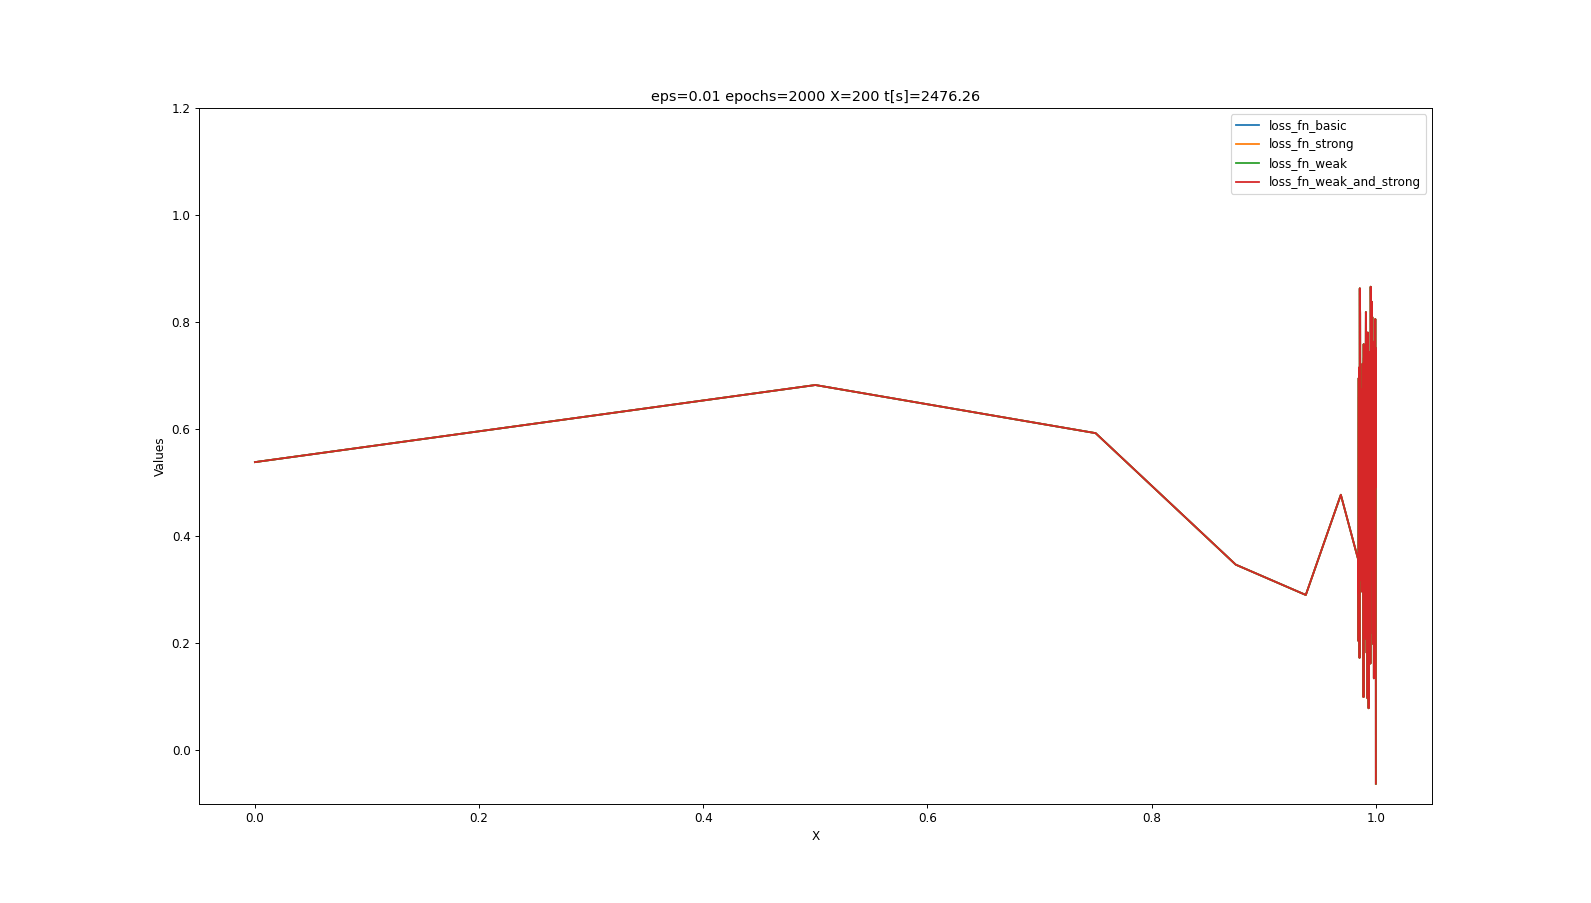 eps=0.01 epochs=2000 X=200 t[s]=2476.26
loss_fn_basic
loss_fn_strong
loss_fn_weak
loss_fn_weak_and_strong
1.2
1.0
0.8
0.6
0.4
0.2
0.0
Values
0.0 0.2 0.4 0.6 0.8 1.0
X